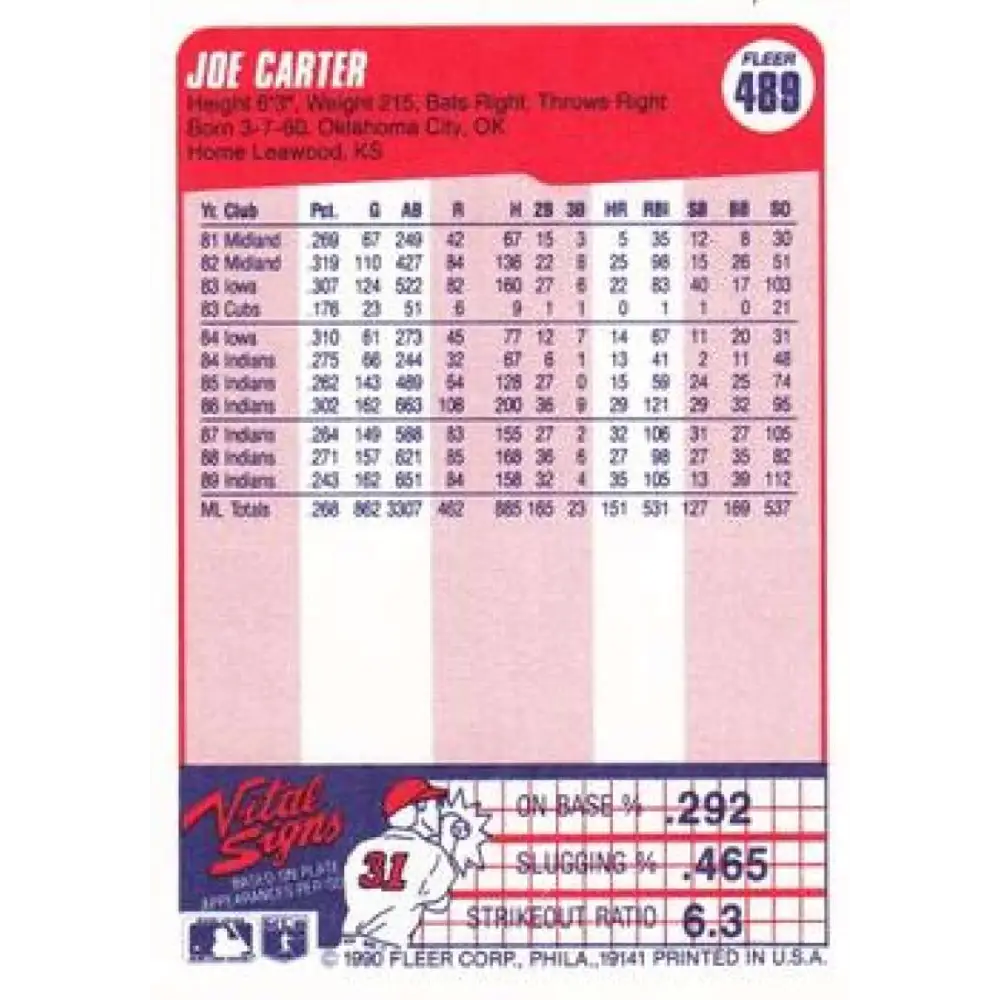 JOE CARTER
FLEER
489
Height 6'3", Weight 215, Bats Right, Throws Right
Born 3-7-60, Oklahoma City, OK
Home Leawood, KS
Yr. Club Pct. G AB R H 2B 3B HR RBI SB BB SO
81 Midland .269 67 249 42 67 15 3 5 35 12 8 30
82 Midland .319 110 427 84 136 22 8 25 98 15 26 51
83 Iowa .307 124 522 82 160 27 6 22 83 40 17 103
83 Cubs .176 23 51 6 9 1 1 0 1 1 0 21
84 Iowa .310 61 273 45 77 12 7 14 67 11 20 31
84 Indians .275 66 244 32 67 6 1 13 41 2 11 48
85 Indians .262 143 489 64 128 27 0 15 59 24 25 74
86 Indians .302 162 663 108 200 36 9 29 121 29 32 95
87 Indians .264 149 588 83 155 27 2 32 106 31 27 105
88 Indians .271 157 621 85 168 36 6 27 98 27 35 82
89 Indians .243 162 651 84 158 32 4 35 105 13 39 112
ML Totals .268 862 3307 462 885 165 23 151 531 127 169 537
Vital
Signs
BASED ON PLATE
APPEARANCES PER SO
31
ON BASE % .292
SLUGGING % .465
STRIKEOUT RATIO 6.3
© 1990 FLEER CORP., PHILA., 19141 PRINTED IN U.S.A.